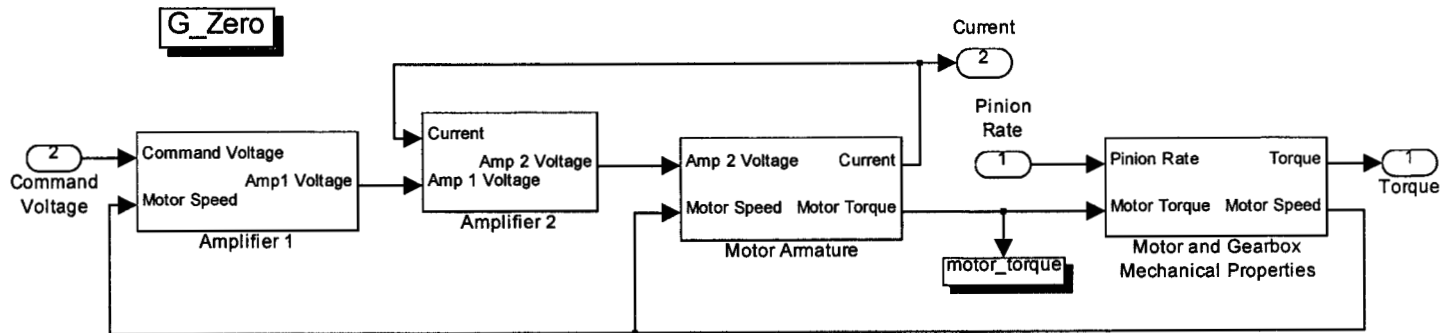 G_Zero
Current
2
Pinion
Rate
1
2
Command
Voltage
Command Voltage
Amp1 Voltage
Motor Speed
Amplifier 1
Current
Amp 2 Voltage
Amp 1 Voltage
Amplifier 2
Amp 2 Voltage
Current
Motor Speed
Motor Torque
Motor Armature
motor_torque
Pinion Rate
Torque
Motor Torque
Motor Speed
Motor and Gearbox
Mechanical Properties
1
Torque